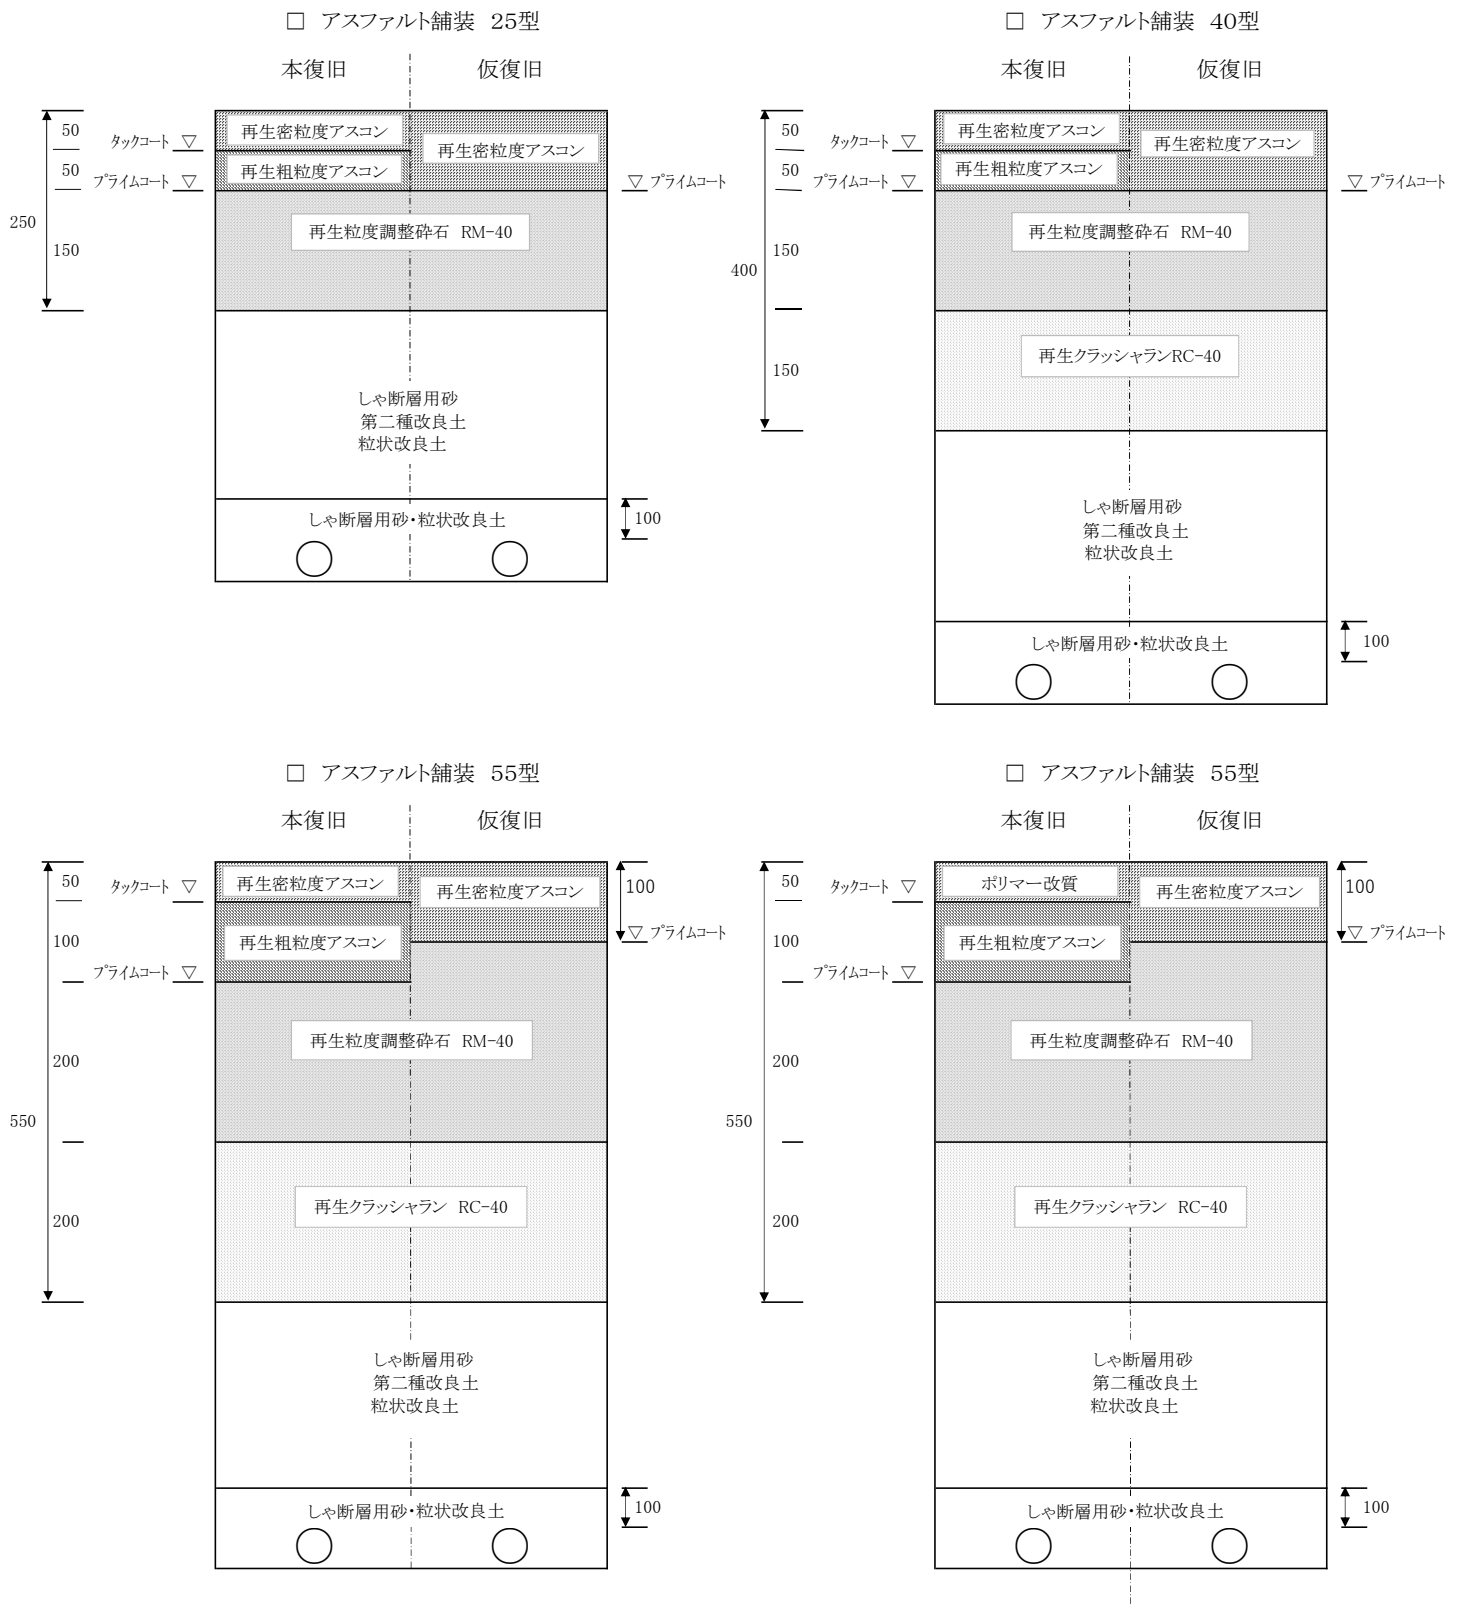 □ アスファルト舗装 25型
本復旧
仮復旧
250
50
50
150
タックコート ▽
プライムコート ▽
再生密粒度アスコン
再生粗粒度アスコン
再生密粒度アスコン
▽ プライムコート
再生粒度調整砕石 RM-40
しゃ断層用砂
第二種改良土
粒状改良土
しゃ断層用砂・粒状改良土
100
□ アスファルト舗装 40型
本復旧
仮復旧
400
50
50
150
150
タックコート ▽
プライムコート ▽
再生密粒度アスコン
再生粗粒度アスコン
再生密粒度アスコン
▽ プライムコート
再生粒度調整砕石 RM-40
再生クラッシャランRC-40
しゃ断層用砂
第二種改良土
粒状改良土
しゃ断層用砂・粒状改良土
100
□ アスファルト舗装 55型
本復旧
仮復旧
550
50
100
200
200
タックコート ▽
プライムコート ▽
再生密粒度アスコン
再生粗粒度アスコン
再生密粒度アスコン
100
▽ プライムコート
再生粒度調整砕石 RM-40
再生クラッシャラン RC-40
しゃ断層用砂
第二種改良土
粒状改良土
しゃ断層用砂・粒状改良土
100
□ アスファルト舗装 55型
本復旧
仮復旧
550
50
100
200
200
タックコート ▽
プライムコート ▽
ポリマー改質
再生粗粒度アスコン
再生密粒度アスコン
100
▽ プライムコート
再生粒度調整砕石 RM-40
再生クラッシャラン RC-40
しゃ断層用砂
第二種改良土
粒状改良土
しゃ断層用砂・粒状改良土
100